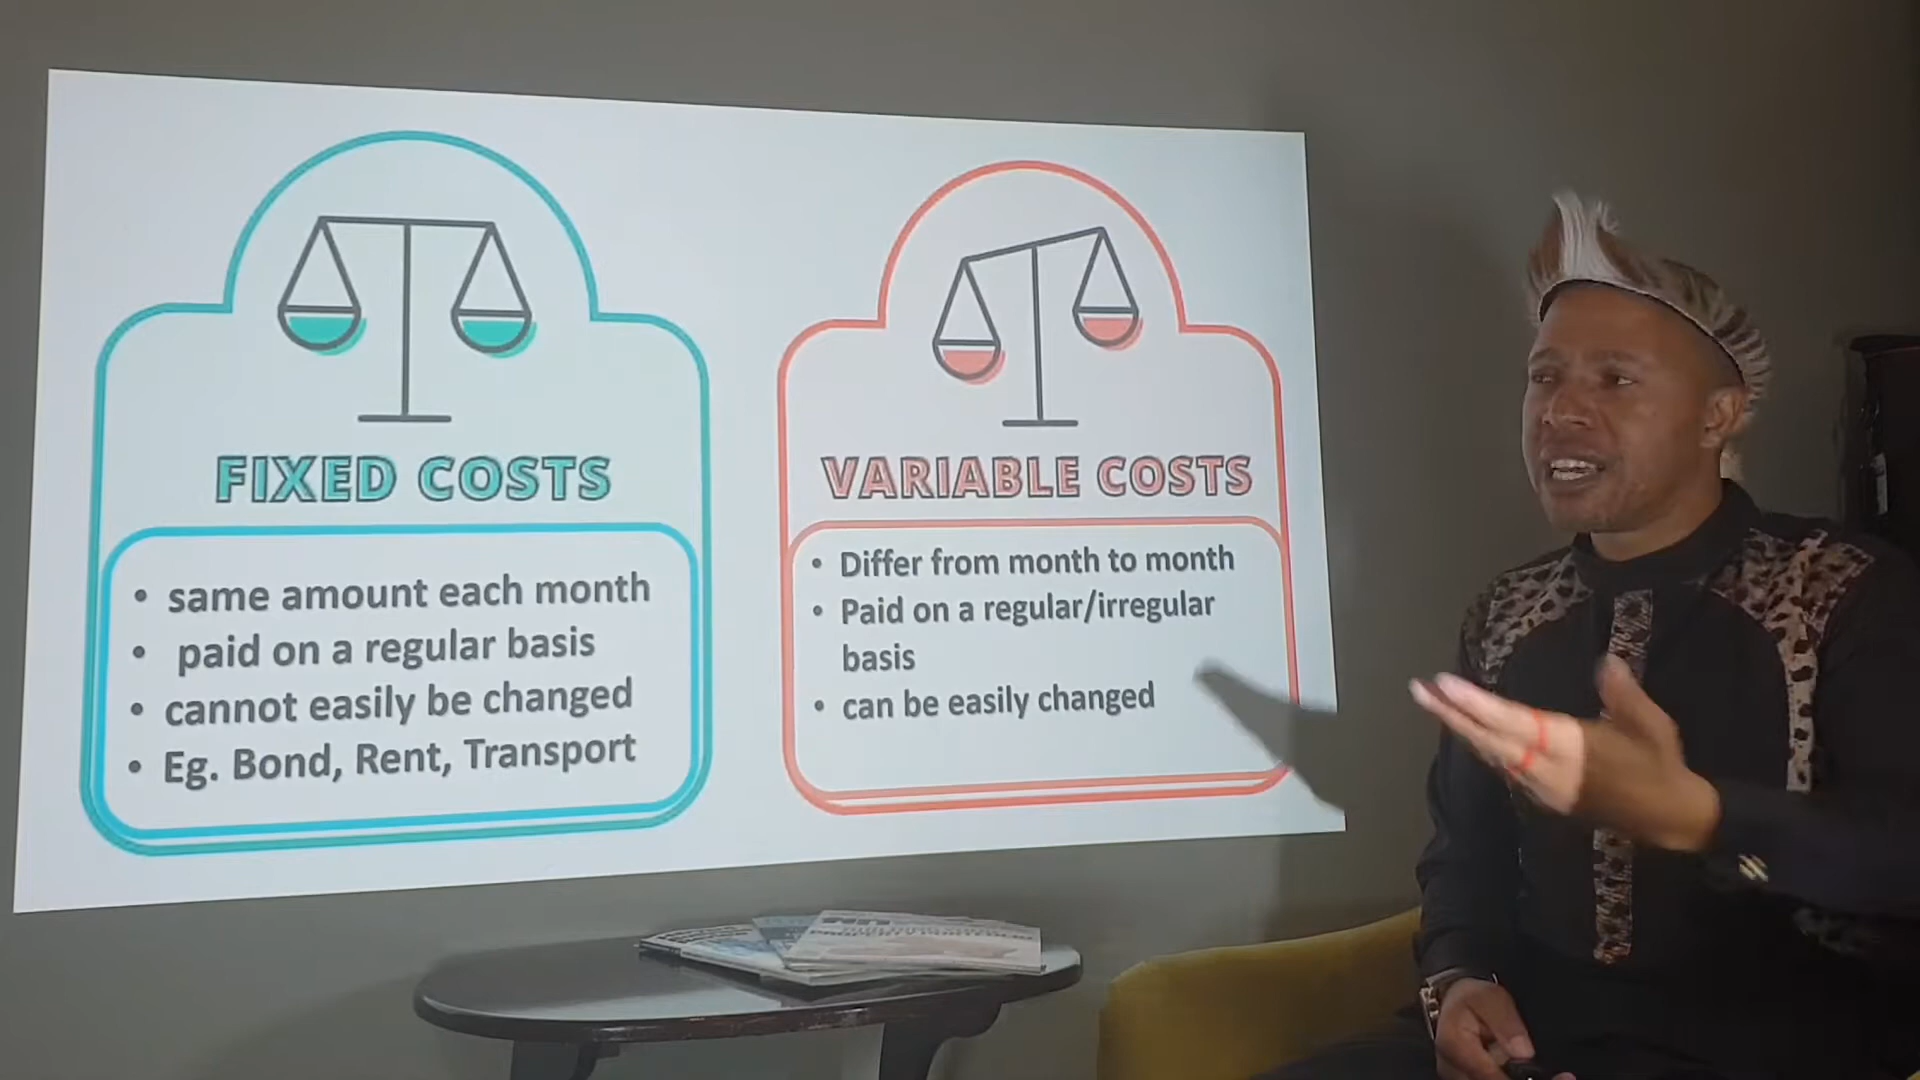 FIXED COSTS
• same amount each month
• paid on a regular basis
• cannot easily be changed
• Eg. Bond, Rent, Transport
VARIABLE COSTS
• Differ from month to month
• Paid on a regular/irregular
basis
• can be easily changed